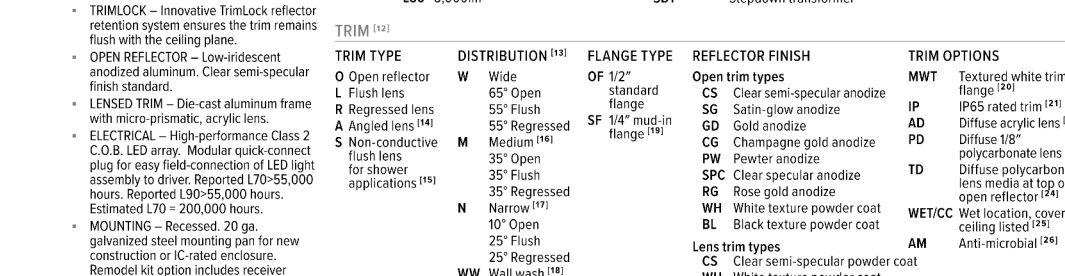 TRIMLOCK – Innovative TrimLock reflector
retention system ensures the trim remains
flush with the ceiling plane.
OPEN REFLECTOR – Low-iridescent
anodized aluminum. Clear semi-specular
finish standard.
LENSED TRIM – Die-cast aluminum frame
with micro-prismatic, acrylic lens.
ELECTRICAL – High-performance Class 2
C.O.B. LED array. Modular quick-connect
plug for easy field-connection of LED light
assembly to driver. Reported L70>55,000
hours. Reported L90>55,000 hours.
Estimated L70 = 200,000 hours.
MOUNTING – Recessed. 20 ga.
galvanized steel mounting pan for new
construction or IC-rated enclosure.
Remodel kit option includes receiver
Stepdown transformer
TRIM [12]
TRIM TYPE
O Open reflector
L Flush lens
R Regressed lens
A Angled lens [14]
S Non-conductive
flush lens
for shower
applications [15]
DISTRIBUTION [13]
W Wide
65° Open
55° Flush
55° Regressed
M Medium [16]
35° Open
35° Flush
35° Regressed
N Narrow [17]
10° Open
25° Flush
25° Regressed
WW Wall wash [18]
FLANGE TYPE
OF 1/2"
standard
flange
SF 1/4" mud-in
flange [19]
REFLECTOR FINISH
Open trim types
CS Clear semi-specular anodize
SG Satin-glow anodize
GD Gold anodize
CG Champagne gold anodize
PW Pewter anodize
SPC Clear specular anodize
RG Rose gold anodize
WH White texture powder coat
BL Black texture powder coat
Lens trim types
CS Clear semi-specular powder coat
WH White texture powder coat
TRIM OPTIONS
MWT Textured white trim
flange [20]
IP IP65 rated trim [21]
AD Diffuse acrylic lens [
PD Diffuse 1/8"
polycarbonate lens
TD Diffuse polycarbon
lens media at top o
open reflector [24]
WET/CC Wet location, cover
ceiling listed [25]
AM Anti-microbial [26]